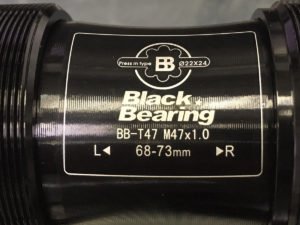 Press in type BB Ø22X24
Black
Bearing
BB-T47 M47x1.0
L◄ 68-73mm ►R